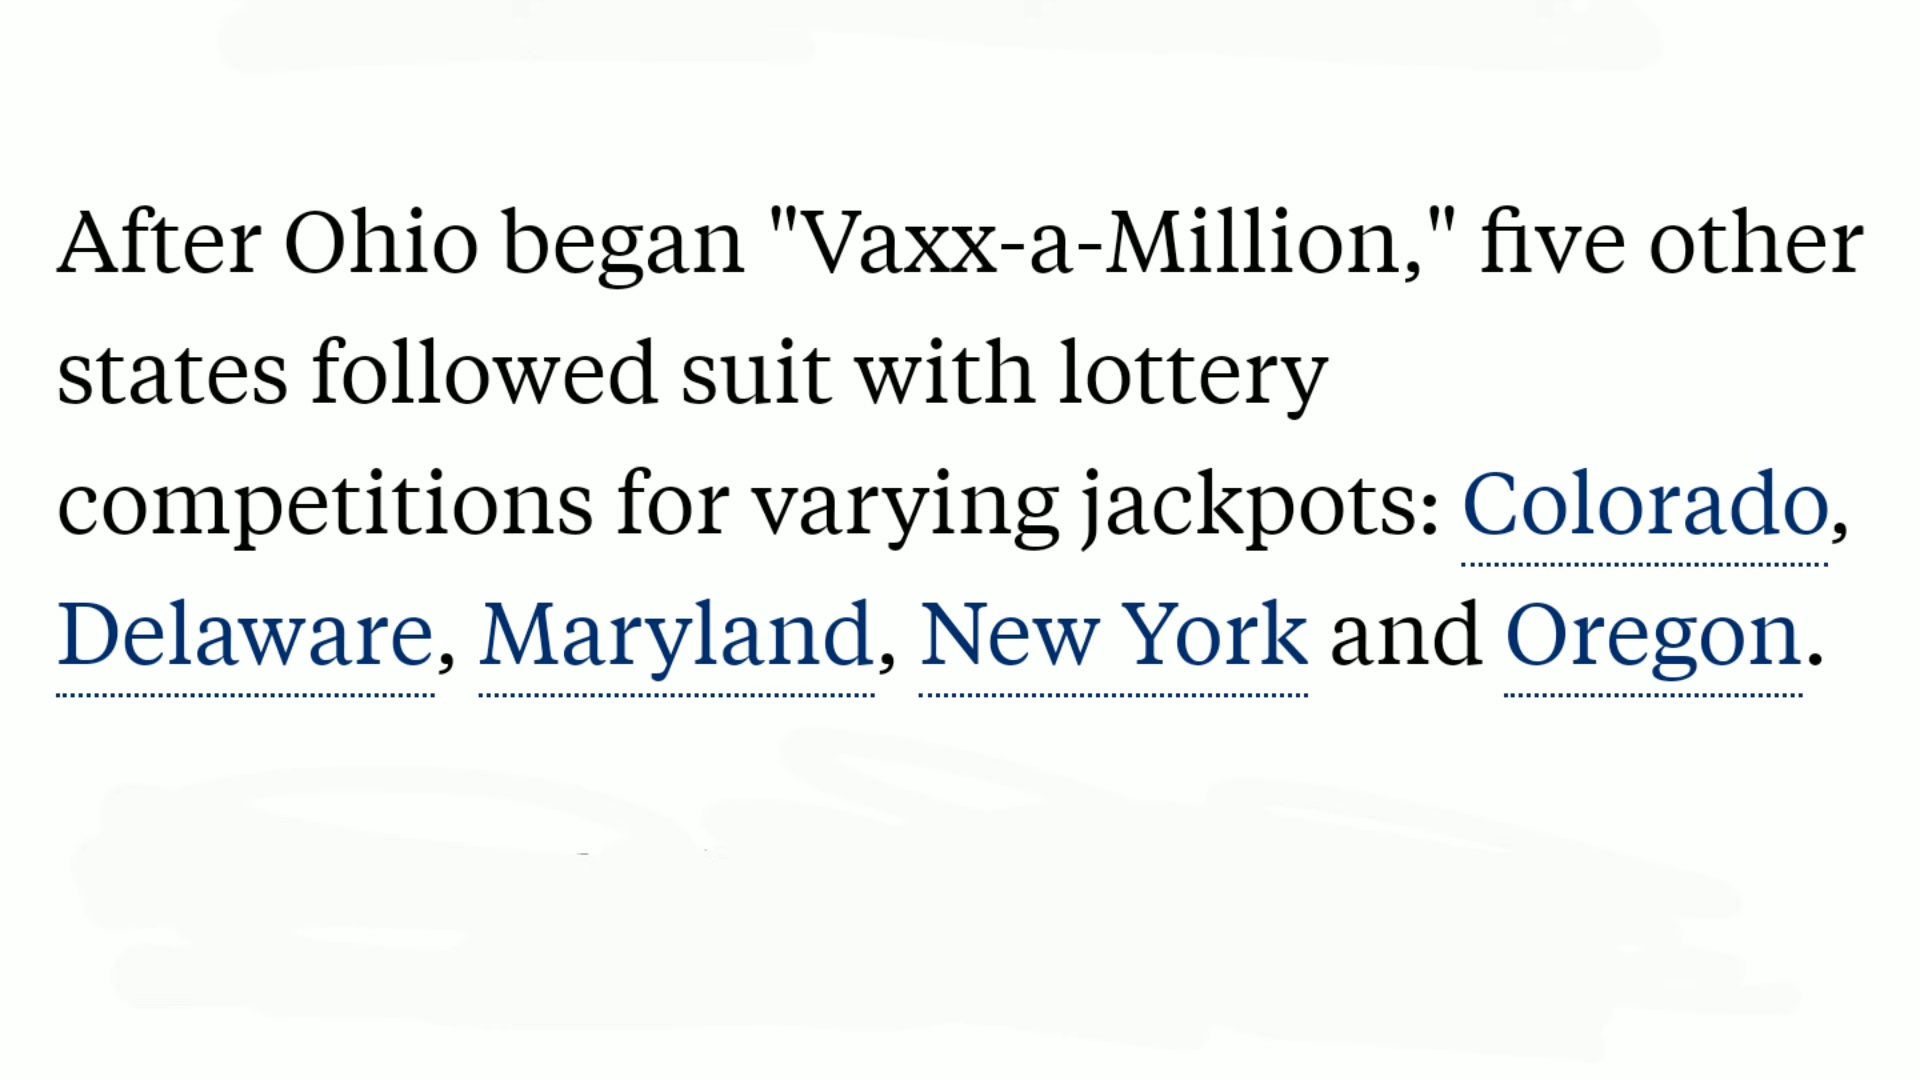 After Ohio began "Vaxx-a-Million," five other
states followed suit with lottery
competitions for varying jackpots: Colorado,
Delaware, Maryland, New York and Oregon.